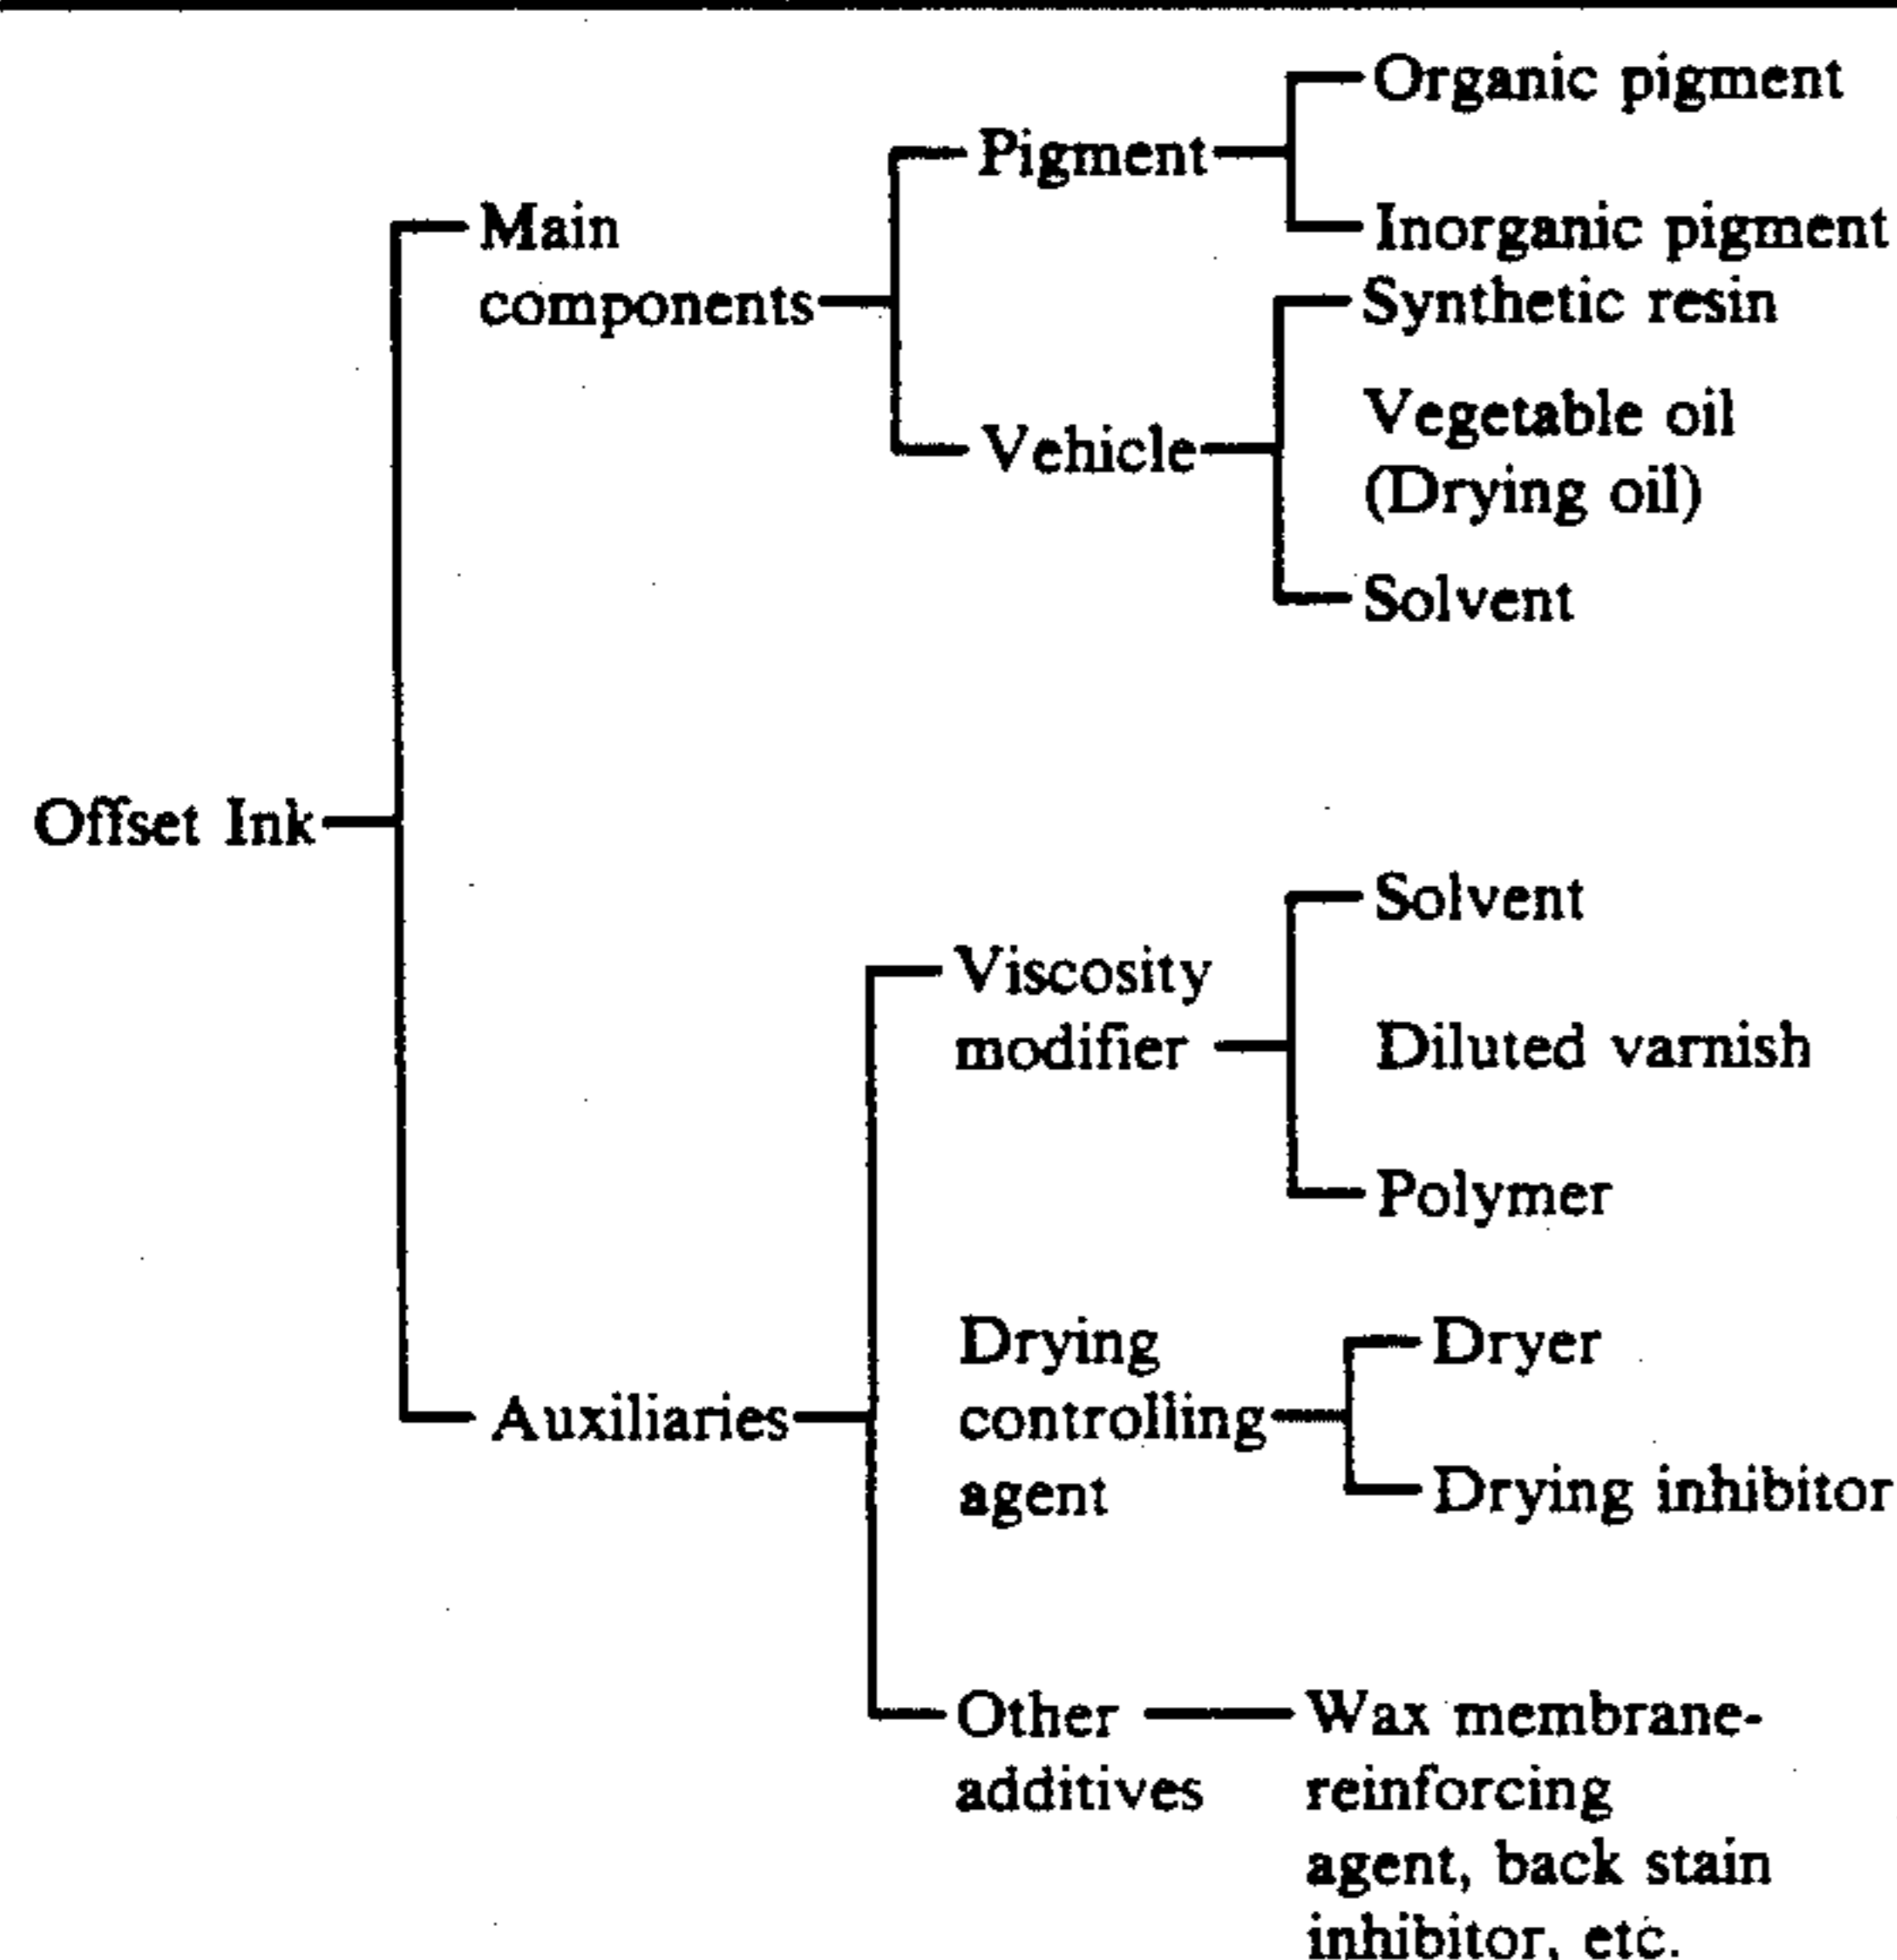 Organic pigment
Pigment
Main
Inorganic pigment
components
Synthetic resin
Vegetable oil
Vehicle
(Drying oil)
Solvent
Offset Ink
Solvent
Viscosity
modifier
Diluted varnish
Polymer
Drying
Dryer
Auxiliaries
controlling
agent
Drying inhibitor
Other
Wax membrane-
additives
reinforcing
agent, back stain
inhibitor, etc.